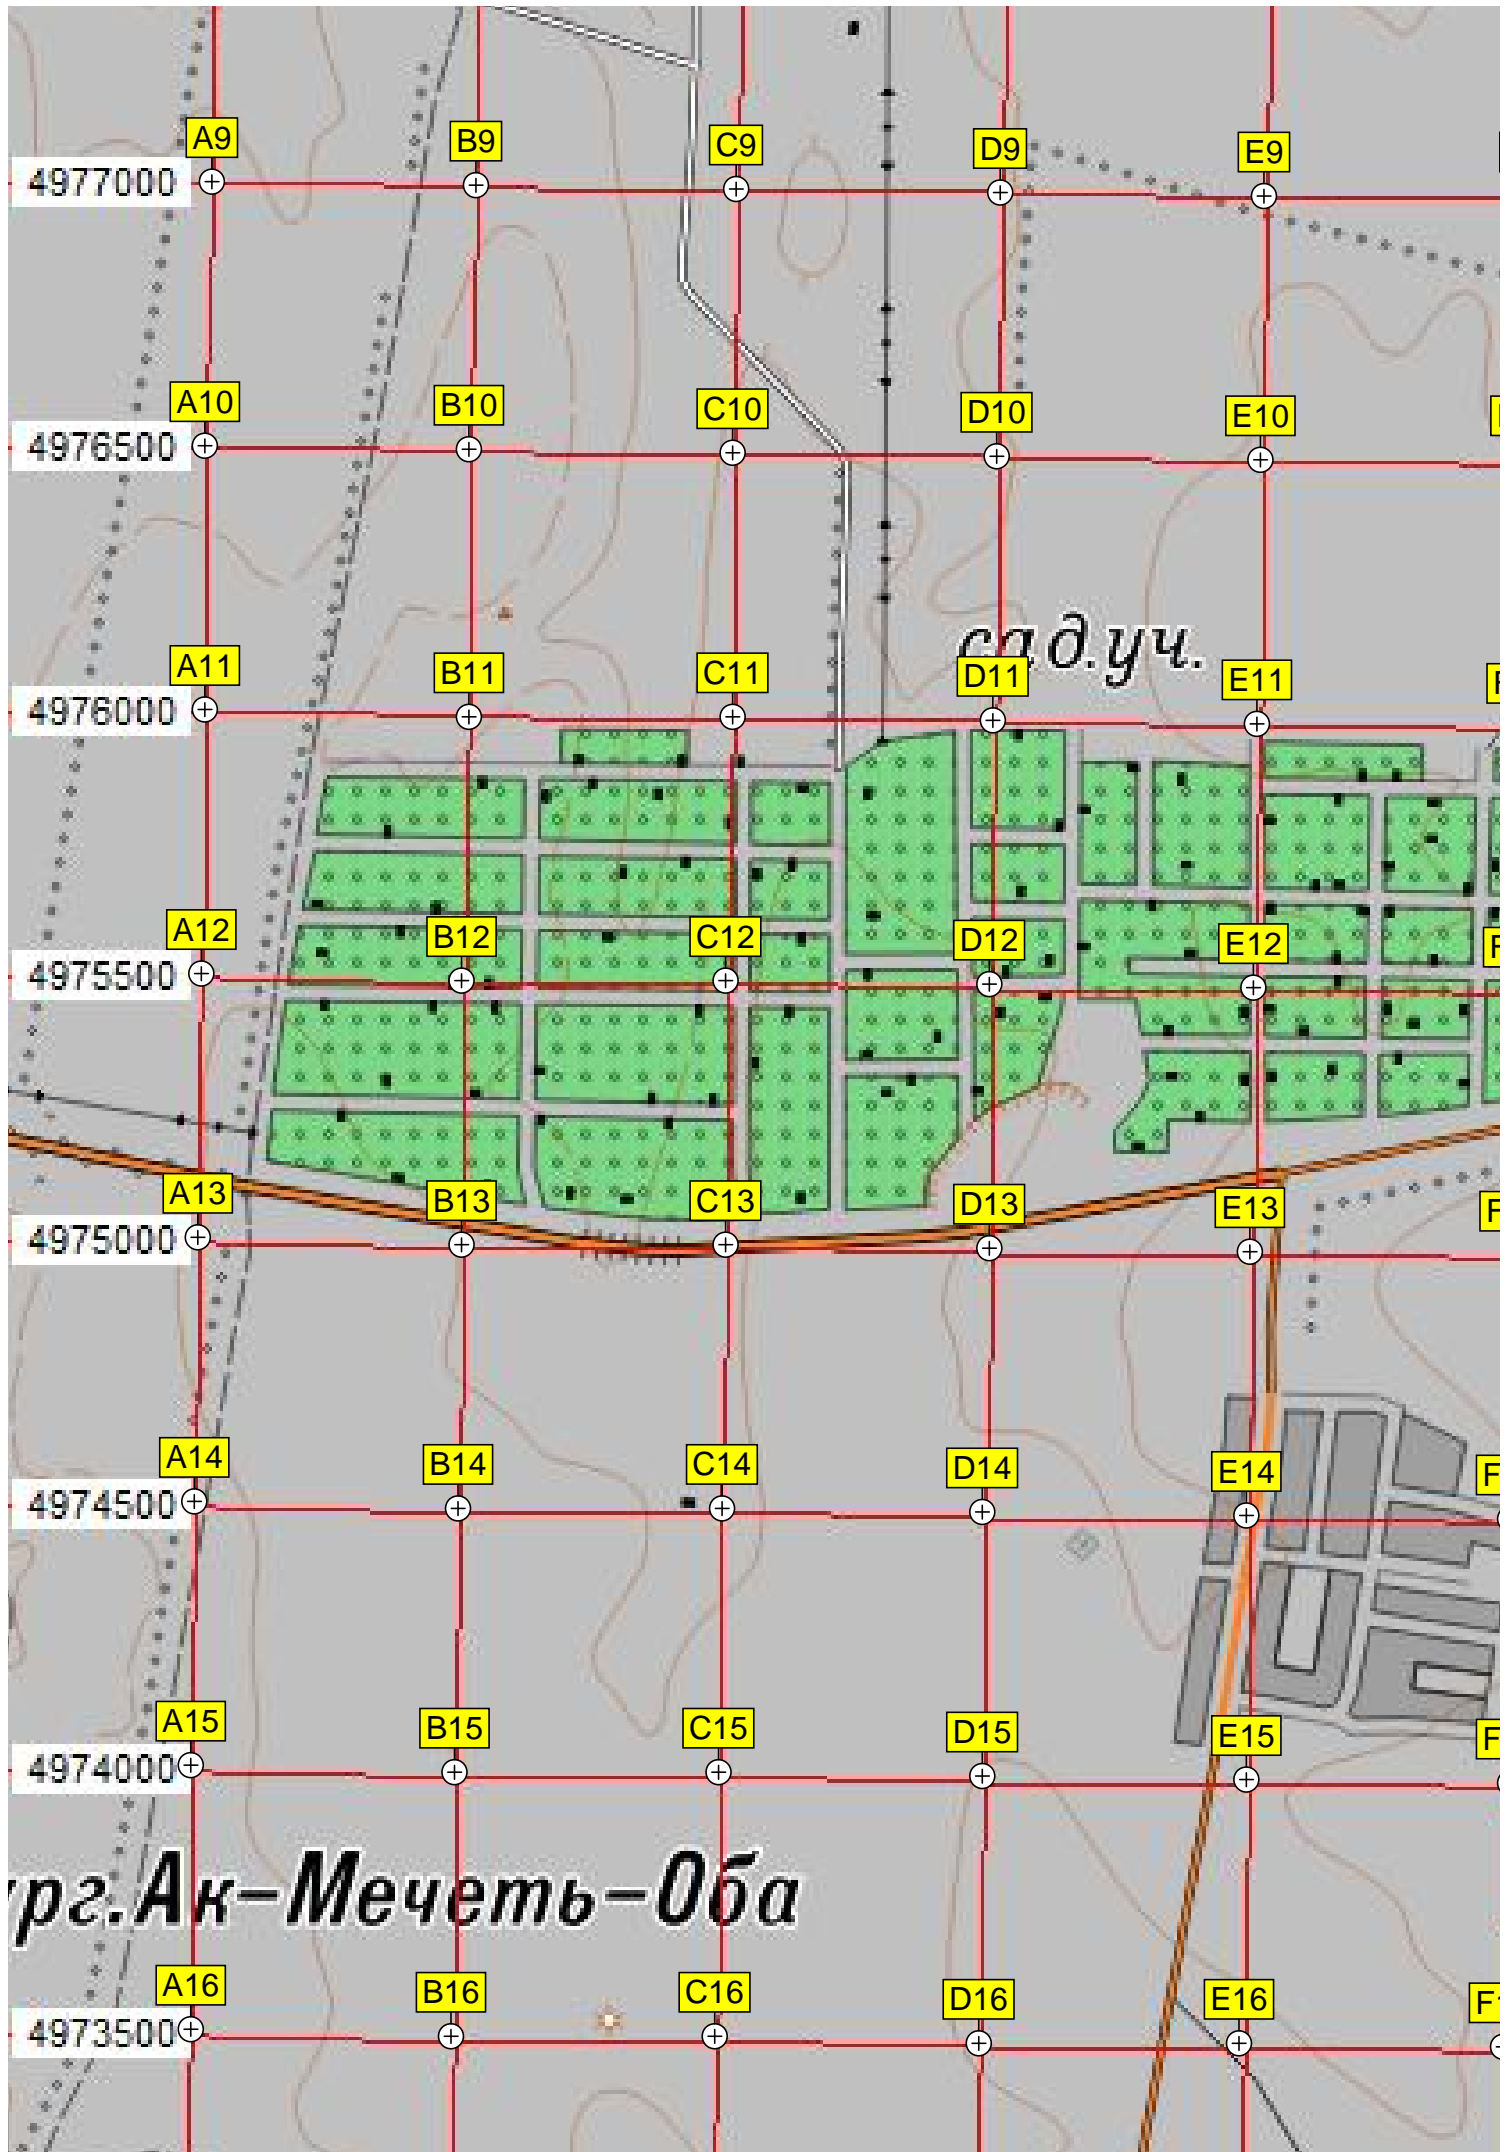 A9 B9 C9 D9 E9
4977000
A10 B10 C10 D10 E10
4976500
сад.уч.
A11 B11 C11 D11 E11
4976000
A12 B12 C12 D12 E12
4975500
A13 B13 C13 D13 E13
4975000
A14 B14 C14 D14 E14
4974500
A15 B15 C15 D15 E15
4974000
ург.Ак-Мечеть-Оба
A16 B16 C16 D16 E16
4973500